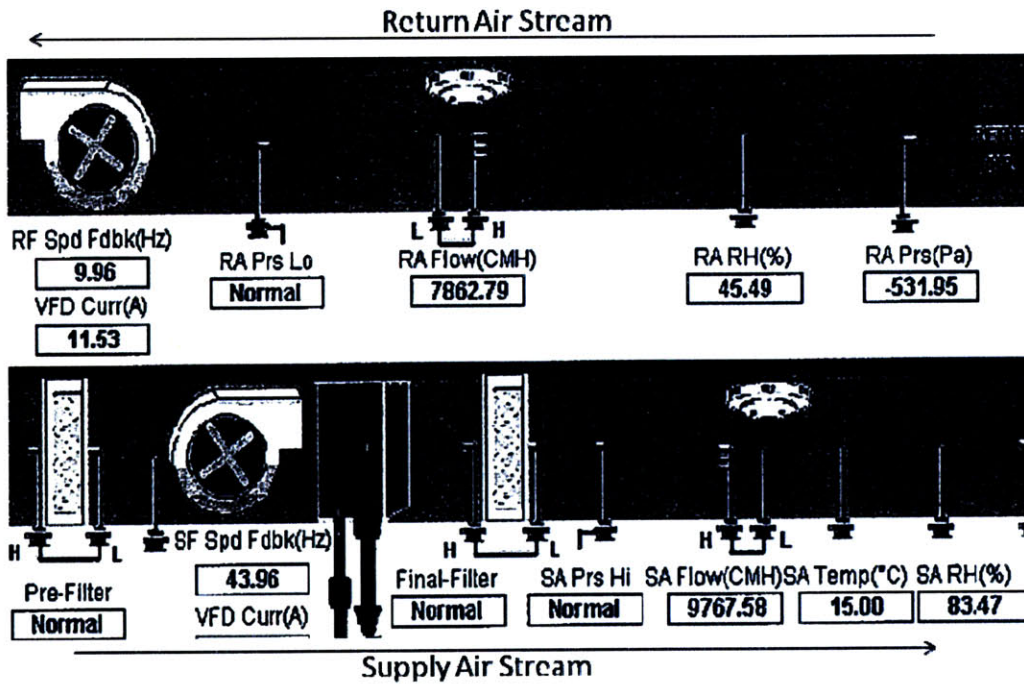 Return Air Stream
RF Spd Fdbk(Hz)
9.96
VFD Curr(A)
11.53
RA Prs Lo
Normal
L H
RA Flow(CMH)
7862.79
RA RH(%)
45.49
RA Prs(Pa)
-531.95
H L
Pre-Filter
Normal
SF Spd Fdbk(Hz)
43.96
VFD Curr(A)
H L
Final-Filter
Normal
SA Prs Hi
Normal
H L
SA Flow(CMH)
9767.58
SA Temp(°C)
15.00
SA RH(%)
83.47
Supply Air Stream